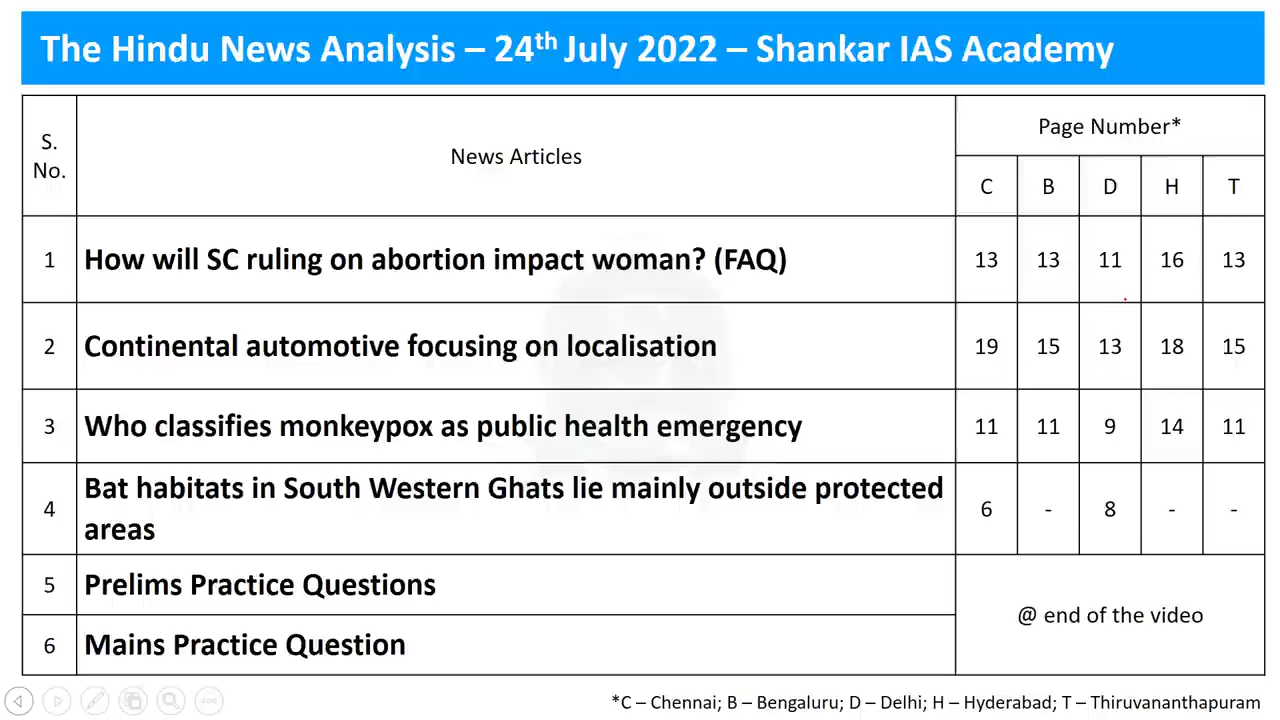 The Hindu News Analysis – 24th July 2022 – Shankar IAS Academy
S. No. News Articles Page Number*
C B D H T
1 How will SC ruling on abortion impact woman? (FAQ) 13 13 11 16 13
2 Continental automotive focusing on localisation 19 15 13 18 15
3 Who classifies monkeypox as public health emergency 11 11 9 14 11
4 Bat habitats in South Western Ghats lie mainly outside protected
areas 6 - 8 - -
5 Prelims Practice Questions
@ end of the video
6 Mains Practice Question
*C – Chennai; B – Bengaluru; D – Delhi; H – Hyderabad; T – Thiruvananthapuram